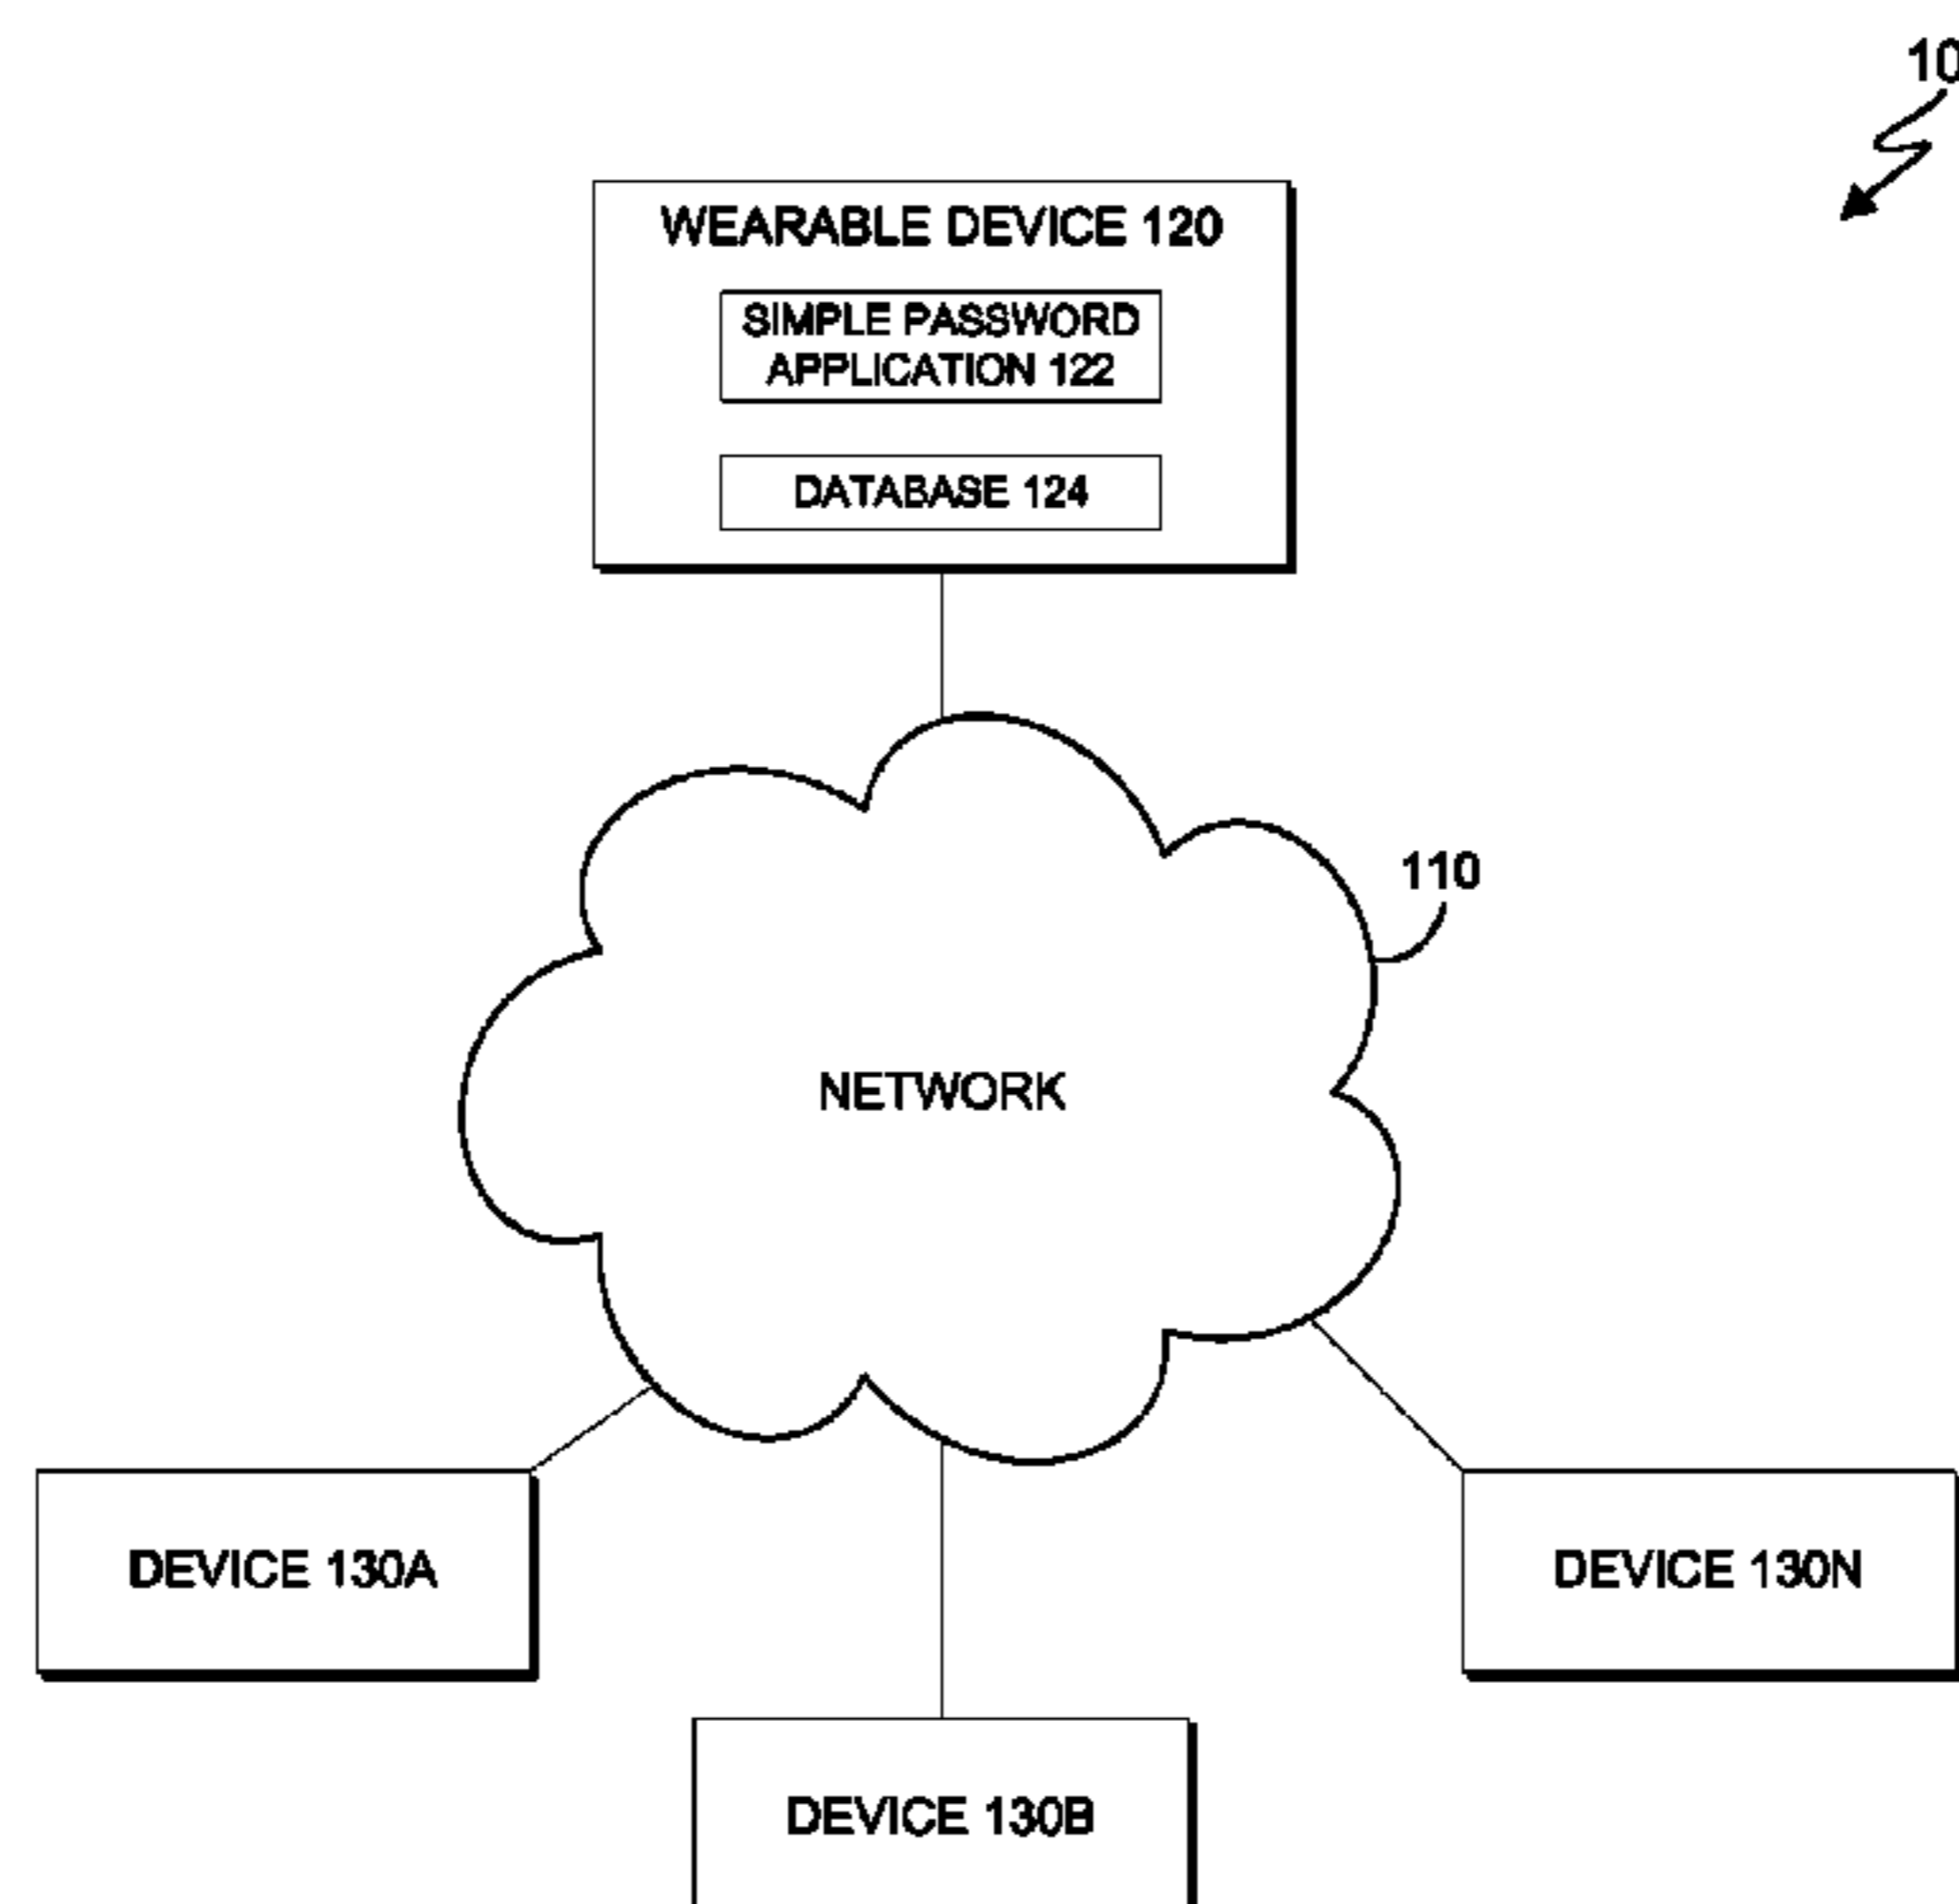 10
WEARABLE DEVICE 120
SIMPLE PASSWORD
APPLICATION 122
DATABASE 124
110
NETWORK
DEVICE 130A
DEVICE 130N
DEVICE 130B